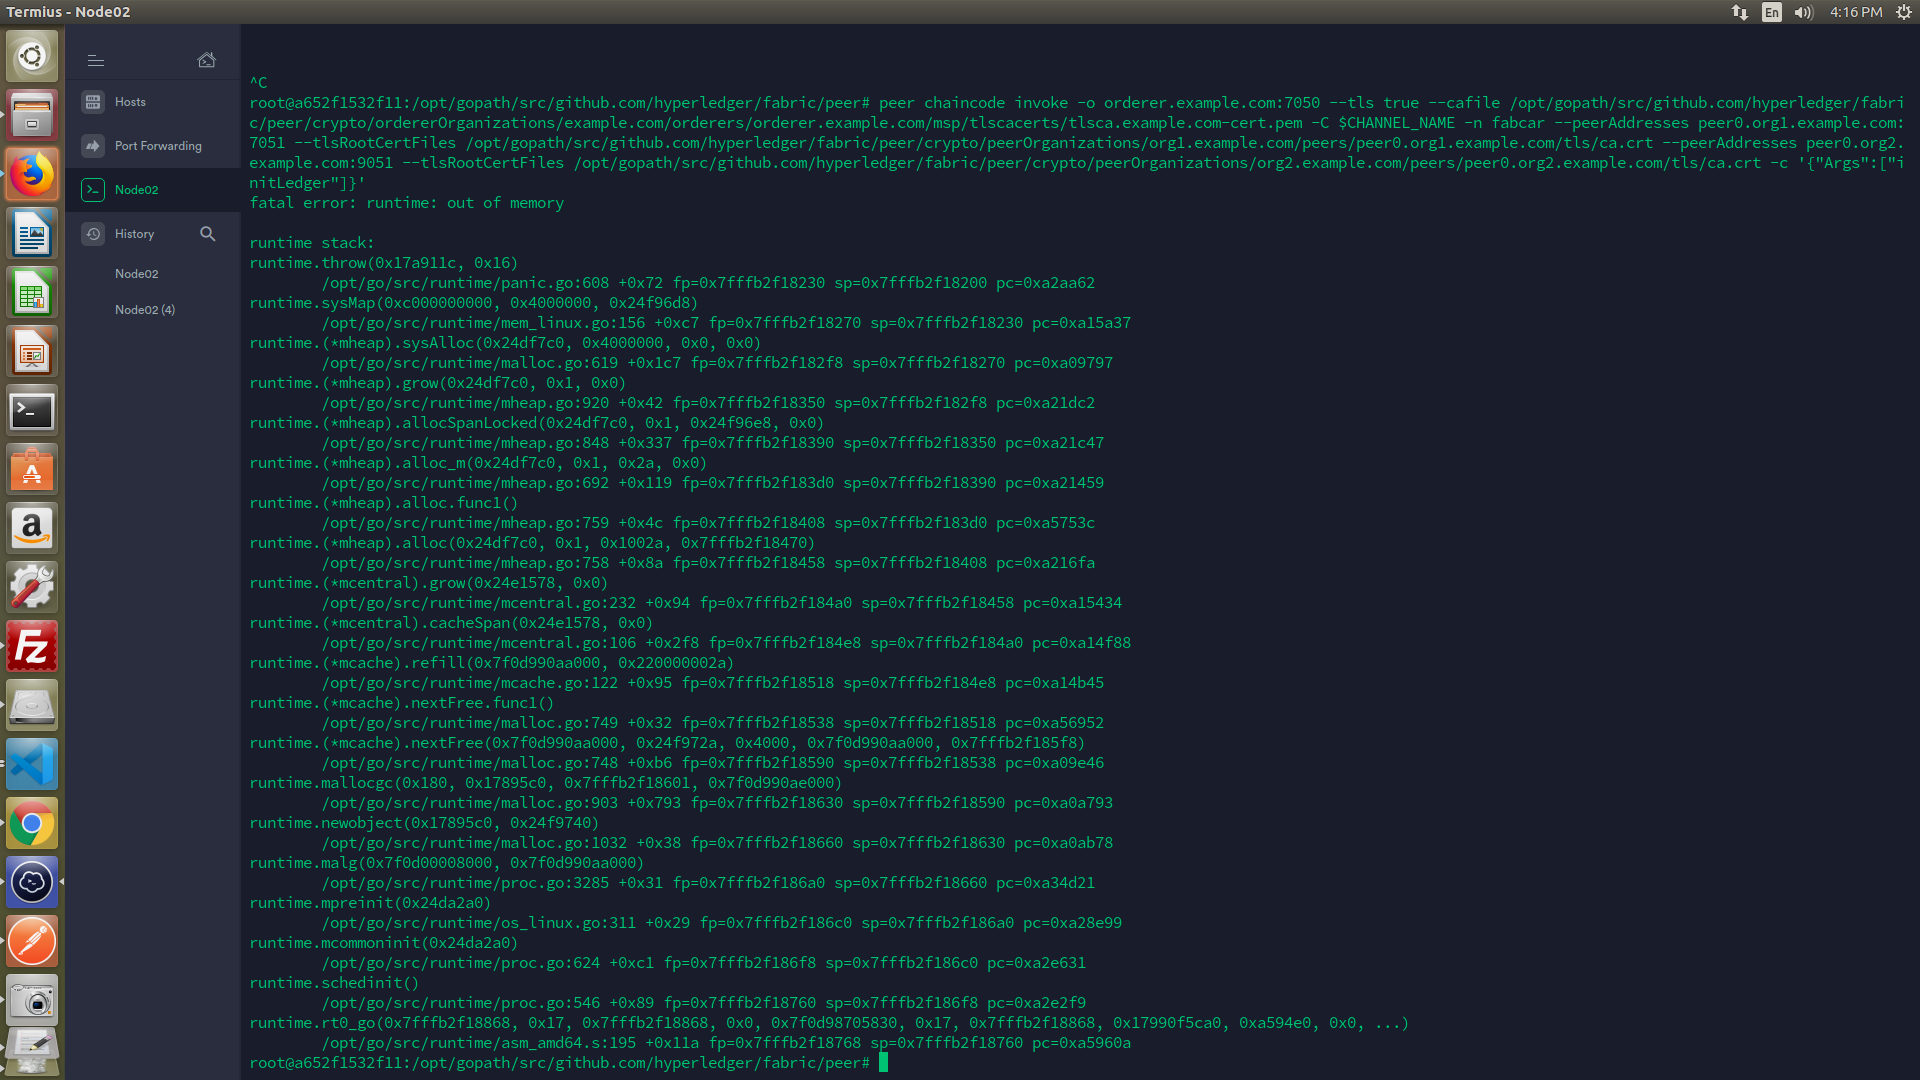 Termius - Node02
En
4:16 PM
Hosts
Port Forwarding
Node02
History
Node02
Node02 (4)
^C
root@a652f1532f11:/opt/gopath/src/github.com/hyperledger/fabric/peer# peer chaincode invoke -o orderer.example.com:7050 --tls true --cafile /opt/gopath/src/github.com/hyperledger/fabri
c/peer/crypto/ordererOrganizations/example.com/orderers/orderer.example.com/msp/tlscacerts/tlsca.example.com-cert.pem -C $CHANNEL_NAME -n fabcar --peerAddresses peer0.org1.example.com:
7051 --tlsRootCertFiles /opt/gopath/src/github.com/hyperledger/fabric/peer/crypto/peerOrganizations/org1.example.com/peers/peer0.org1.example.com/tls/ca.crt --peerAddresses peer0.org2.
example.com:9051 --tlsRootCertFiles /opt/gopath/src/github.com/hyperledger/fabric/peer/crypto/peerOrganizations/org2.example.com/peers/peer0.org2.example.com/tls/ca.crt -c '{"Args":["i
nitLedger"]}'
fatal error: runtime: out of memory
runtime stack:
runtime.throw(0x17a911c, 0x16)
/opt/go/src/runtime/panic.go:608 +0x72 fp=0x7fffb2f18230 sp=0x7fffb2f18200 pc=0xa2aa62
runtime.sysMap(0xc000000000, 0x4000000, 0x24f96d8)
/opt/go/src/runtime/mem_linux.go:156 +0xc7 fp=0x7fffb2f18270 sp=0x7fffb2f18230 pc=0xa15a37
runtime.(*mheap).sysAlloc(0x24df7c0, 0x4000000, 0x0, 0x0)
/opt/go/src/runtime/malloc.go:619 +0x1c7 fp=0x7fffb2f182f8 sp=0x7fffb2f18270 pc=0xa09797
runtime.(*mheap).grow(0x24df7c0, 0x1, 0x0)
/opt/go/src/runtime/mheap.go:920 +0x42 fp=0x7fffb2f18350 sp=0x7fffb2f182f8 pc=0xa21dc2
runtime.(*mheap).allocSpanLocked(0x24df7c0, 0x1, 0x24f96e8, 0x0)
/opt/go/src/runtime/mheap.go:848 +0x337 fp=0x7fffb2f18390 sp=0x7fffb2f18350 pc=0xa21c47
runtime.(*mheap).alloc_m(0x24df7c0, 0x1, 0x2a, 0x0)
/opt/go/src/runtime/mheap.go:692 +0x119 fp=0x7fffb2f183d0 sp=0x7fffb2f18390 pc=0xa21459
runtime.(*mheap).alloc.func1()
/opt/go/src/runtime/mheap.go:759 +0x4c fp=0x7fffb2f18408 sp=0x7fffb2f183d0 pc=0xa5753c
runtime.(*mheap).alloc(0x24df7c0, 0x1, 0x1002a, 0x7fffb2f18470)
/opt/go/src/runtime/mheap.go:758 +0x8a fp=0x7fffb2f18458 sp=0x7fffb2f18408 pc=0xa216fa
runtime.(*mcentral).grow(0x24e1578, 0x0)
/opt/go/src/runtime/mcentral.go:232 +0x94 fp=0x7fffb2f184a0 sp=0x7fffb2f18458 pc=0xa15434
runtime.(*mcentral).cacheSpan(0x24e1578, 0x0)
/opt/go/src/runtime/mcentral.go:106 +0x2f8 fp=0x7fffb2f184e8 sp=0x7fffb2f184a0 pc=0xa14f88
runtime.(*mcache).refill(0x7f0d990aa000, 0x220000002a)
/opt/go/src/runtime/mcache.go:122 +0x95 fp=0x7fffb2f18518 sp=0x7fffb2f184e8 pc=0xa14b45
runtime.(*mcache).nextFree.func1()
/opt/go/src/runtime/malloc.go:749 +0x32 fp=0x7fffb2f18538 sp=0x7fffb2f18518 pc=0xa56952
runtime.(*mcache).nextFree(0x7f0d990aa000, 0x24f972a, 0x4000, 0x7f0d990aa000, 0x7fffb2f185f8)
/opt/go/src/runtime/malloc.go:748 +0xb6 fp=0x7fffb2f18590 sp=0x7fffb2f18538 pc=0xa09e46
runtime.mallocgc(0x180, 0x17895c0, 0x7fffb2f18601, 0x7f0d990ae000)
/opt/go/src/runtime/malloc.go:903 +0x793 fp=0x7fffb2f18630 sp=0x7fffb2f18590 pc=0xa0a793
runtime.newobject(0x17895c0, 0x24f9740)
/opt/go/src/runtime/malloc.go:1032 +0x38 fp=0x7fffb2f18660 sp=0x7fffb2f18630 pc=0xa0ab78
runtime.malg(0x7f0d00008000, 0x7f0d990aa000)
/opt/go/src/runtime/proc.go:3285 +0x31 fp=0x7fffb2f186a0 sp=0x7fffb2f18660 pc=0xa34d21
runtime.mpreinit(0x24da2a0)
/opt/go/src/runtime/os_linux.go:311 +0x29 fp=0x7fffb2f186c0 sp=0x7fffb2f186a0 pc=0xa28e99
runtime.mcommoninit(0x24da2a0)
/opt/go/src/runtime/proc.go:624 +0xc1 fp=0x7fffb2f186f8 sp=0x7fffb2f186c0 pc=0xa2e631
runtime.schedinit()
/opt/go/src/runtime/proc.go:546 +0x89 fp=0x7fffb2f18760 sp=0x7fffb2f186f8 pc=0xa2e2f9
runtime.rt0_go(0x7fffb2f18868, 0x17, 0x7fffb2f18868, 0x0, 0x7f0d98705830, 0x17, 0x7fffb2f18868, 0x17990f5ca0, 0xa594e0, 0x0, ...)
/opt/go/src/runtime/asm_amd64.s:195 +0x11a fp=0x7fffb2f18768 sp=0x7fffb2f18760 pc=0xa5960a
root@a652f1532f11:/opt/gopath/src/github.com/hyperledger/fabric/peer#